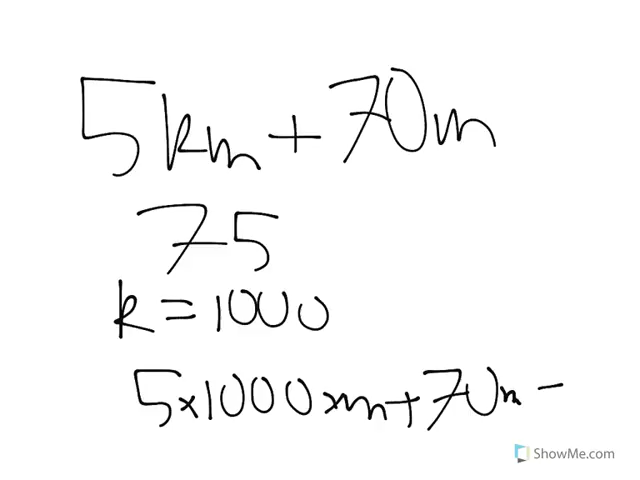 5km + 70m
75
k = 1000
5×1000×m + 70m =
ShowMe.com